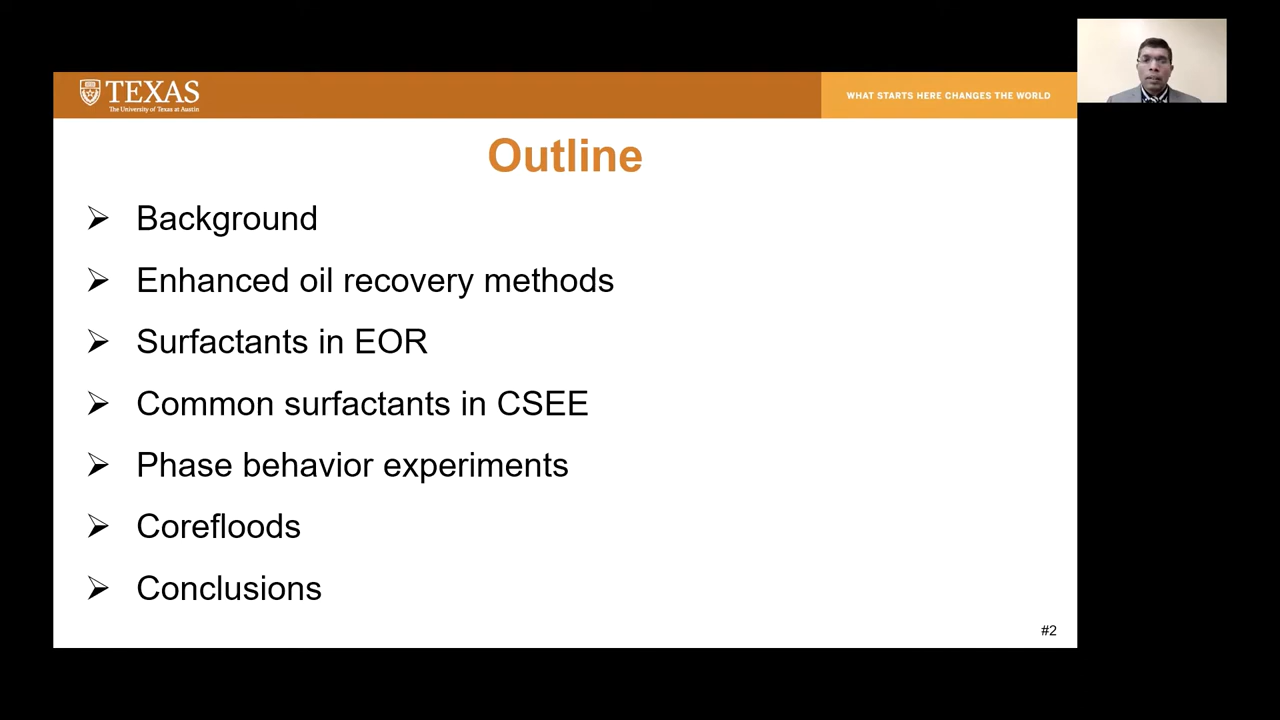 TEXAS
The University of Texas at Austin
WHAT STARTS HERE CHANGES THE WORLD
Outline
➢ Background
➢ Enhanced oil recovery methods
➢ Surfactants in EOR
➢ Common surfactants in CSEE
➢ Phase behavior experiments
➢ Corefloods
➢ Conclusions
#2